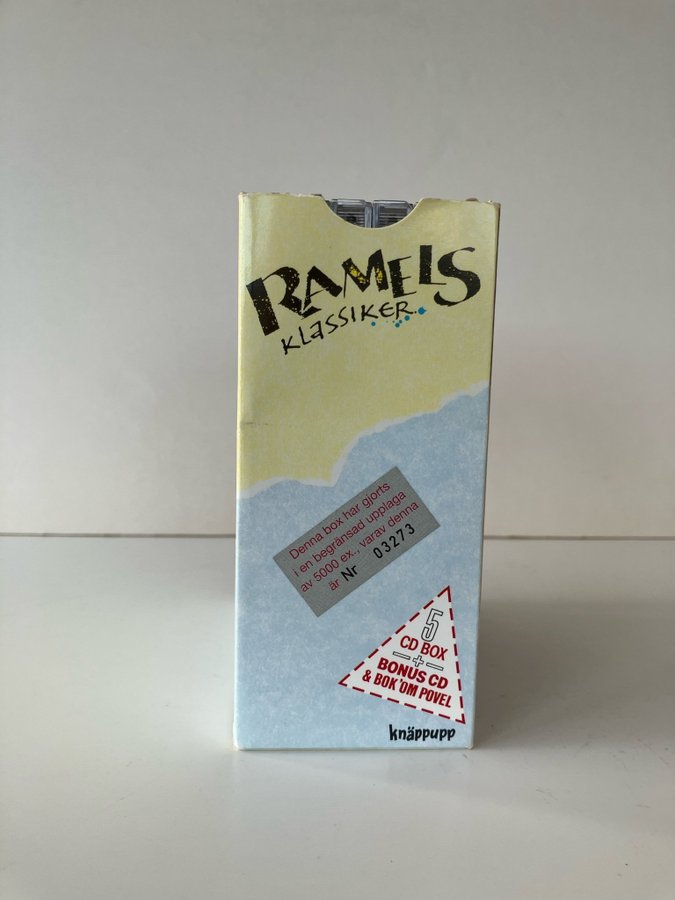 RAMELS
KLASSIKER.
Denna box har gjorts
i en begränsad upplaga
av 5000 ex., varav denna
är Nr 03273
5
CD BOX
+
BONUS CD
& BOK 'OM POVEL
knäppupp